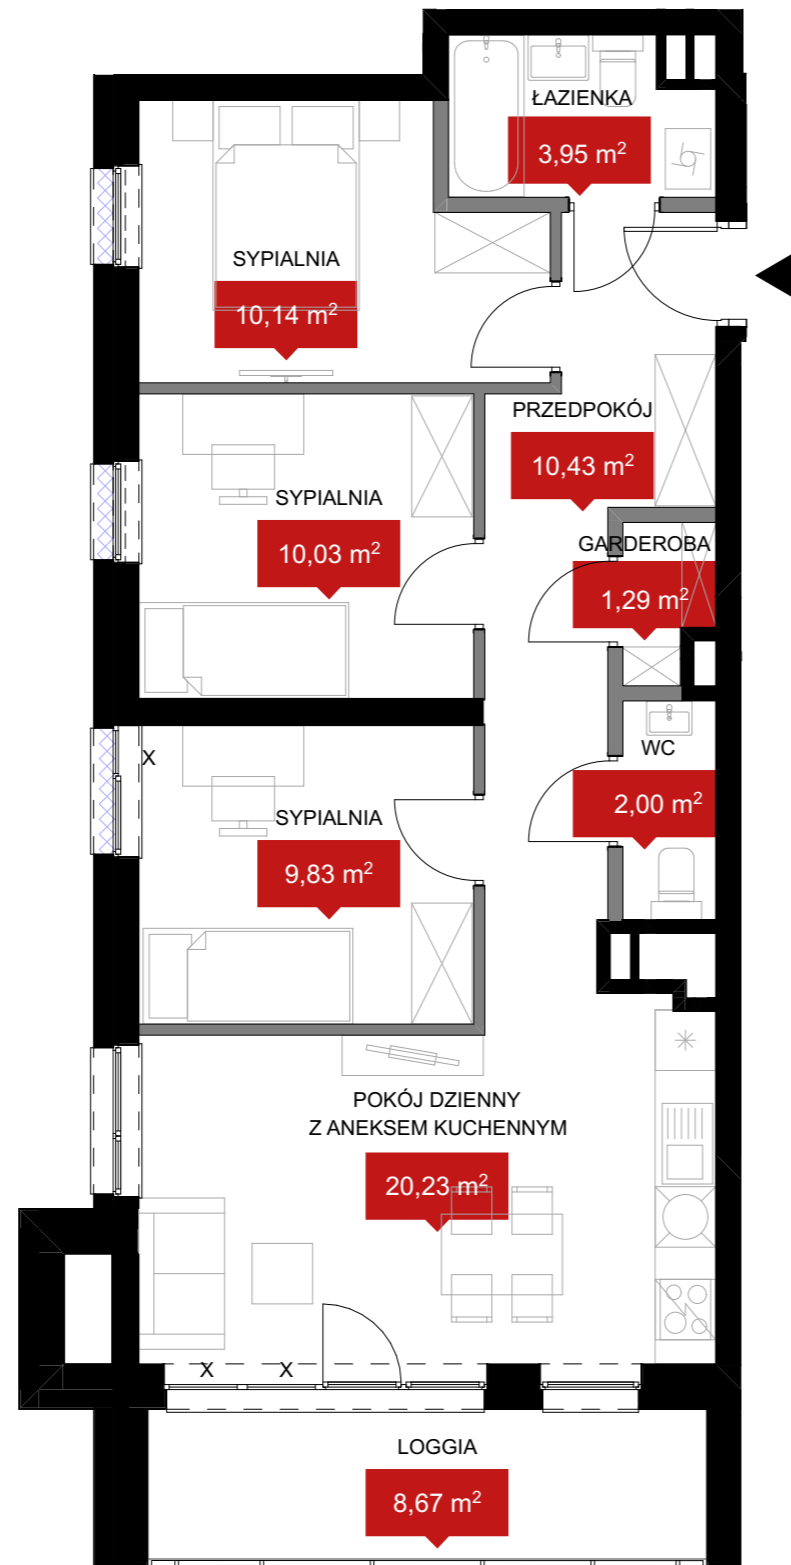 ŁAZIENKA
3,95 m²
SYPIALNIA
10,14 m²
PRZEDPOKÓJ
10,43 m²
SYPIALNIA
10,03 m²
GARDEROBA
1,29 m²
X
WC
2,00 m²
SYPIALNIA
9,83 m²
POKÓJ DZIENNY
Z ANEKSEM KUCHENNYM
20,23 m²
X X
LOGGIA
8,67 m²